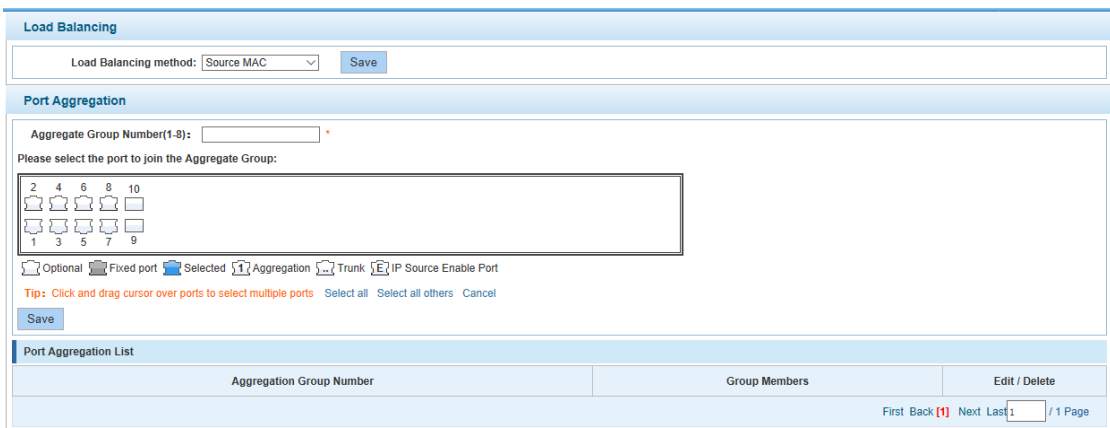 Load Balancing
Load Balancing method: Source MAC Save
Port Aggregation
Aggregate Group Number(1-8): *
Please select the port to join the Aggregate Group:
2 4 6 8 10
1 3 5 7 9
Optional Fixed port Selected 1 Aggregation ... Trunk E IP Source Enable Port
Tip: Click and drag cursor over ports to select multiple ports Select all Select all others Cancel
Save
Port Aggregation List
Aggregation Group Number Group Members Edit / Delete
First Back [1] Next Last 1 / 1 Page